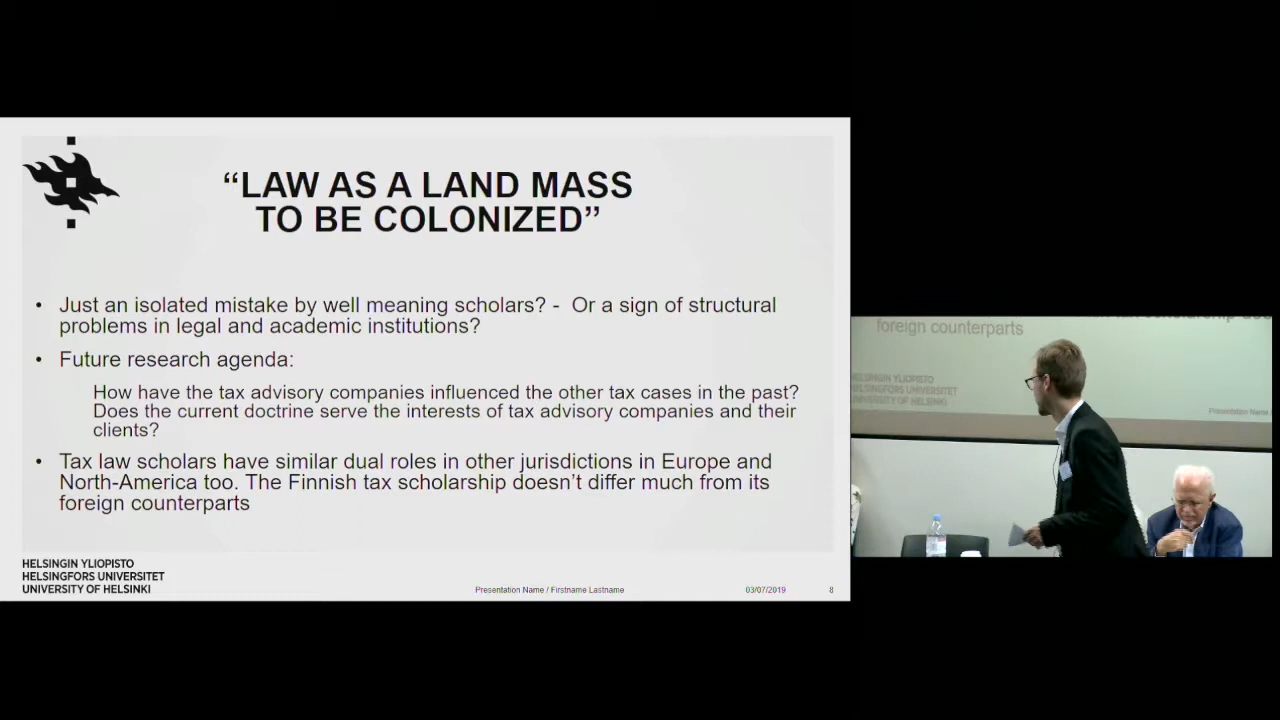 “LAW AS A LAND MASS
TO BE COLONIZED”
• Just an isolated mistake by well meaning scholars? - Or a sign of structural
problems in legal and academic institutions?
• Future research agenda:
How have the tax advisory companies influenced the other tax cases in the past?
Does the current doctrine serve the interests of tax advisory companies and their
clients?
• Tax law scholars have similar dual roles in other jurisdictions in Europe and
North-America too. The Finnish tax scholarship doesn’t differ much from its
foreign counterparts
HELSINGIN YLIOPISTO
HELSINGFORS UNIVERSITET
UNIVERSITY OF HELSINKI
Presentation Name / Firstname Lastname
03/07/2019
8
foreign counterparts
HELSINGIN YLIOPISTO
HELSINGFORS UNIVERSITET
UNIVERSITY OF HELSINKI
Presentation Name